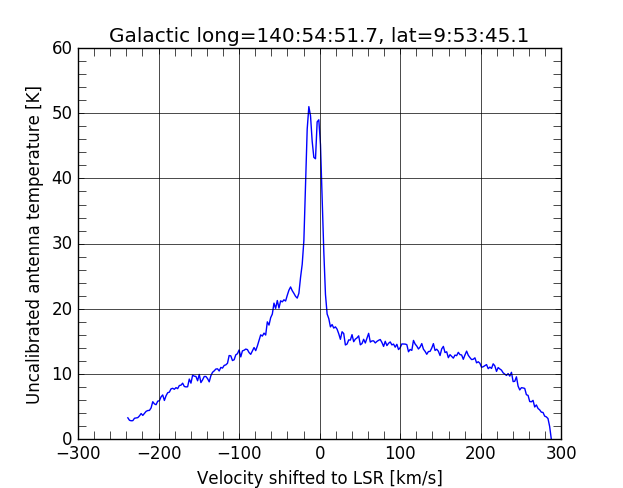 Galactic long=140:54:51.7, lat=9:53:45.1
Uncalibrated antenna temperature [K]
60
50
40
30
20
10
0
−300 −200 −100 0 100 200 300
Velocity shifted to LSR [km/s]